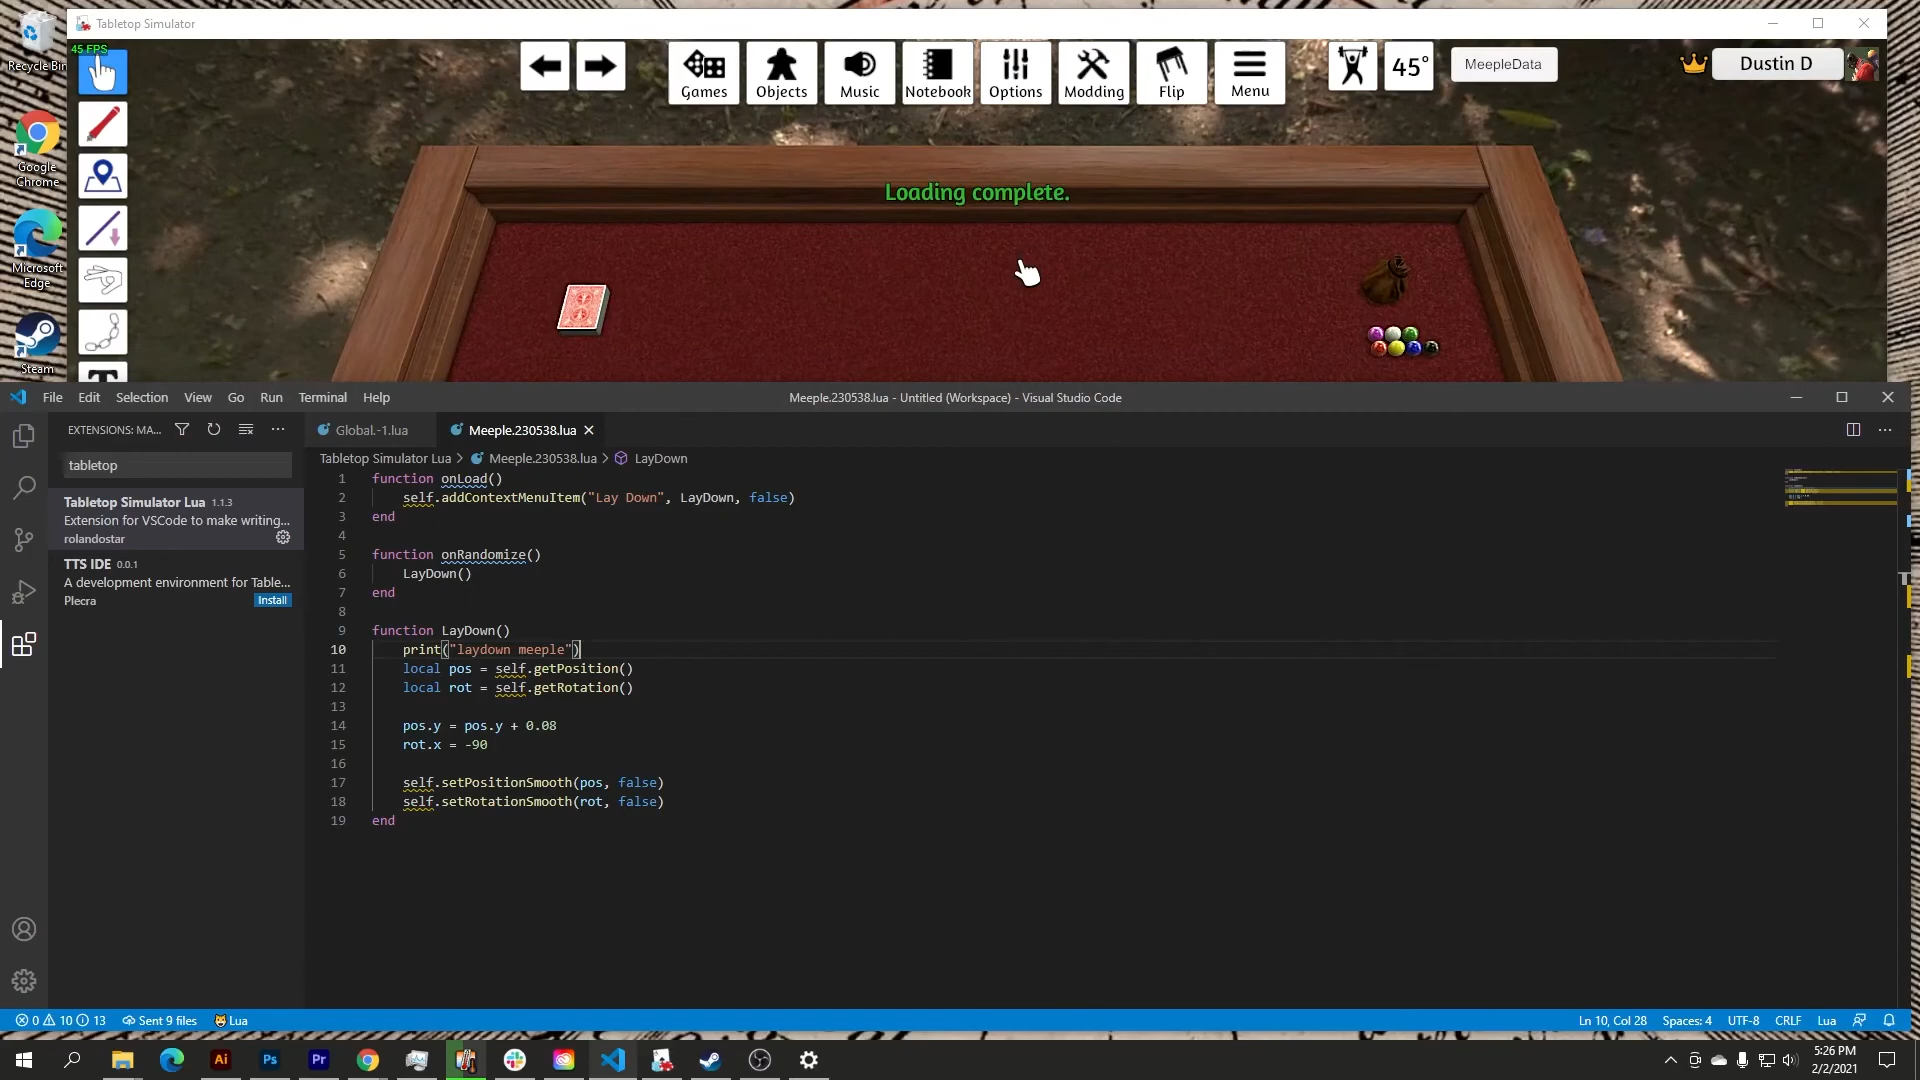 Tabletop Simulator
45 FPS
Recycle Bin
Google
Chrome
Microsoft
Edge
Steam
Games
Objects
Music
Notebook
Options
Modding
Flip
Menu
45°
MeepleData
Dustin D
Loading complete.
File Edit Selection View Go Run Terminal Help
Meeple.230538.lua - Untitled (Workspace) - Visual Studio Code
EXTENSIONS: MA...
Global.-1.lua
Meeple.230538.lua
tabletop
Tabletop Simulator Lua > Meeple.230538.lua > LayDown
Tabletop Simulator Lua 1.1.3
Extension for VSCode to make writing...
rolandostar
TTS IDE 0.0.1
A development environment for Table...
Plecra
Install
1 function onLoad()
2 self.addContextMenuItem("Lay Down", LayDown, false)
3 end
4
5 function onRandomize()
6 LayDown()
7 end
8
9 function LayDown()
10 print("laydown meeple")
11 local pos = self.getPosition()
12 local rot = self.getRotation()
13
14 pos.y = pos.y + 0.08
15 rot.x = -90
16
17 self.setPositionSmooth(pos, false)
18 self.setRotationSmooth(rot, false)
19 end
0 10 13 Sent 9 files Lua
Ln 10, Col 28 Spaces: 4 UTF-8 CRLF Lua
Ai
Ps
Pr
5:26 PM
2/2/2021